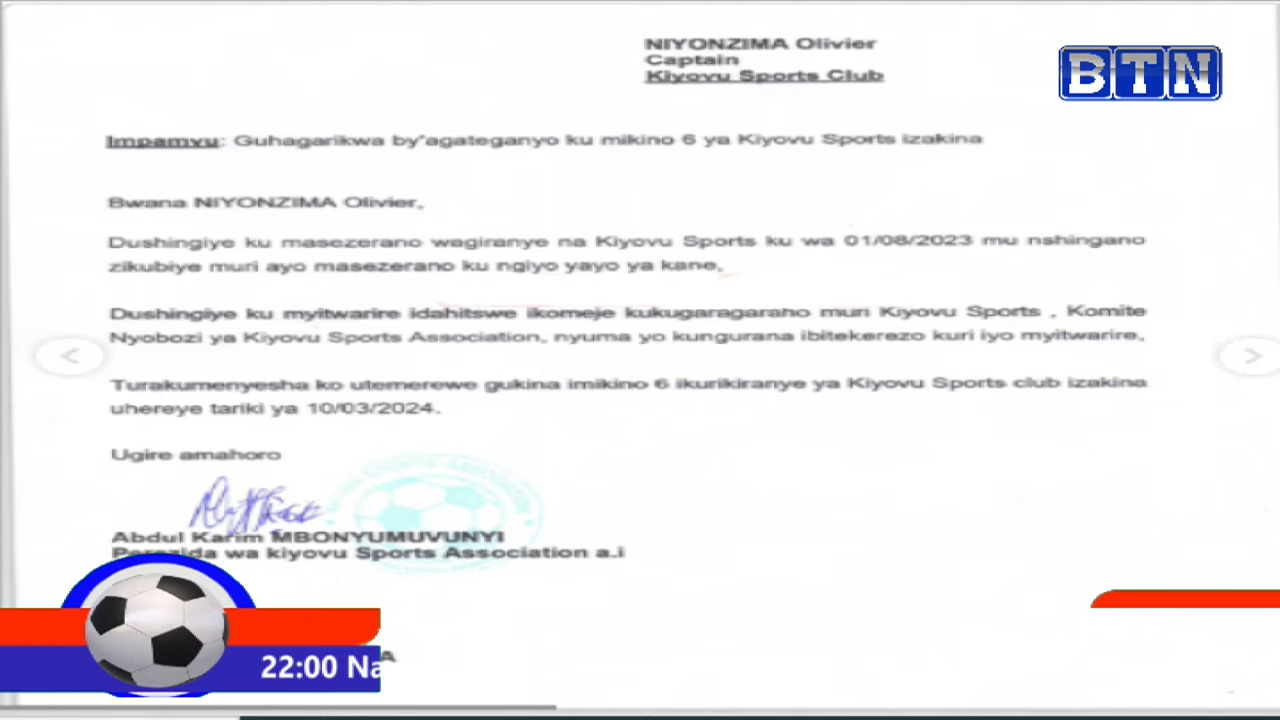 NIYONZIMA Olivier
Captain
Kiyovu Sports Club
BTN
Impamvu: Guhagarikwa by'agateganyo ku mikino 6 ya Kiyovu Sports izakina
Bwana NIYONZIMA Olivier,
Dushingiye ku masezerano wagiranye na Kiyovu Sports ku wa 01/08/2023 mu nshingano
zikubiye muri ayo masezerano ku ngiyo yayo ya kane,
Dushingiye ku myitwarire idahitswe ikomeje kukugaragaraho muri Kiyovu Sports , Komite
Nyobozi ya Kiyovu Sports Association, nyuma yo kungurana ibitekerezo kuri iyo myitwarire,
Turakumenyesha ko utemerewe gukina imikino 6 ikurikiranye ya Kiyovu Sports club izakina
uhereye tariki ya 10/03/2024.
Ugire amahoro
Abdul Karim MBONYUMUVUNYI
Perezida wa kiyovu Sports Association a.i
22:00 Na